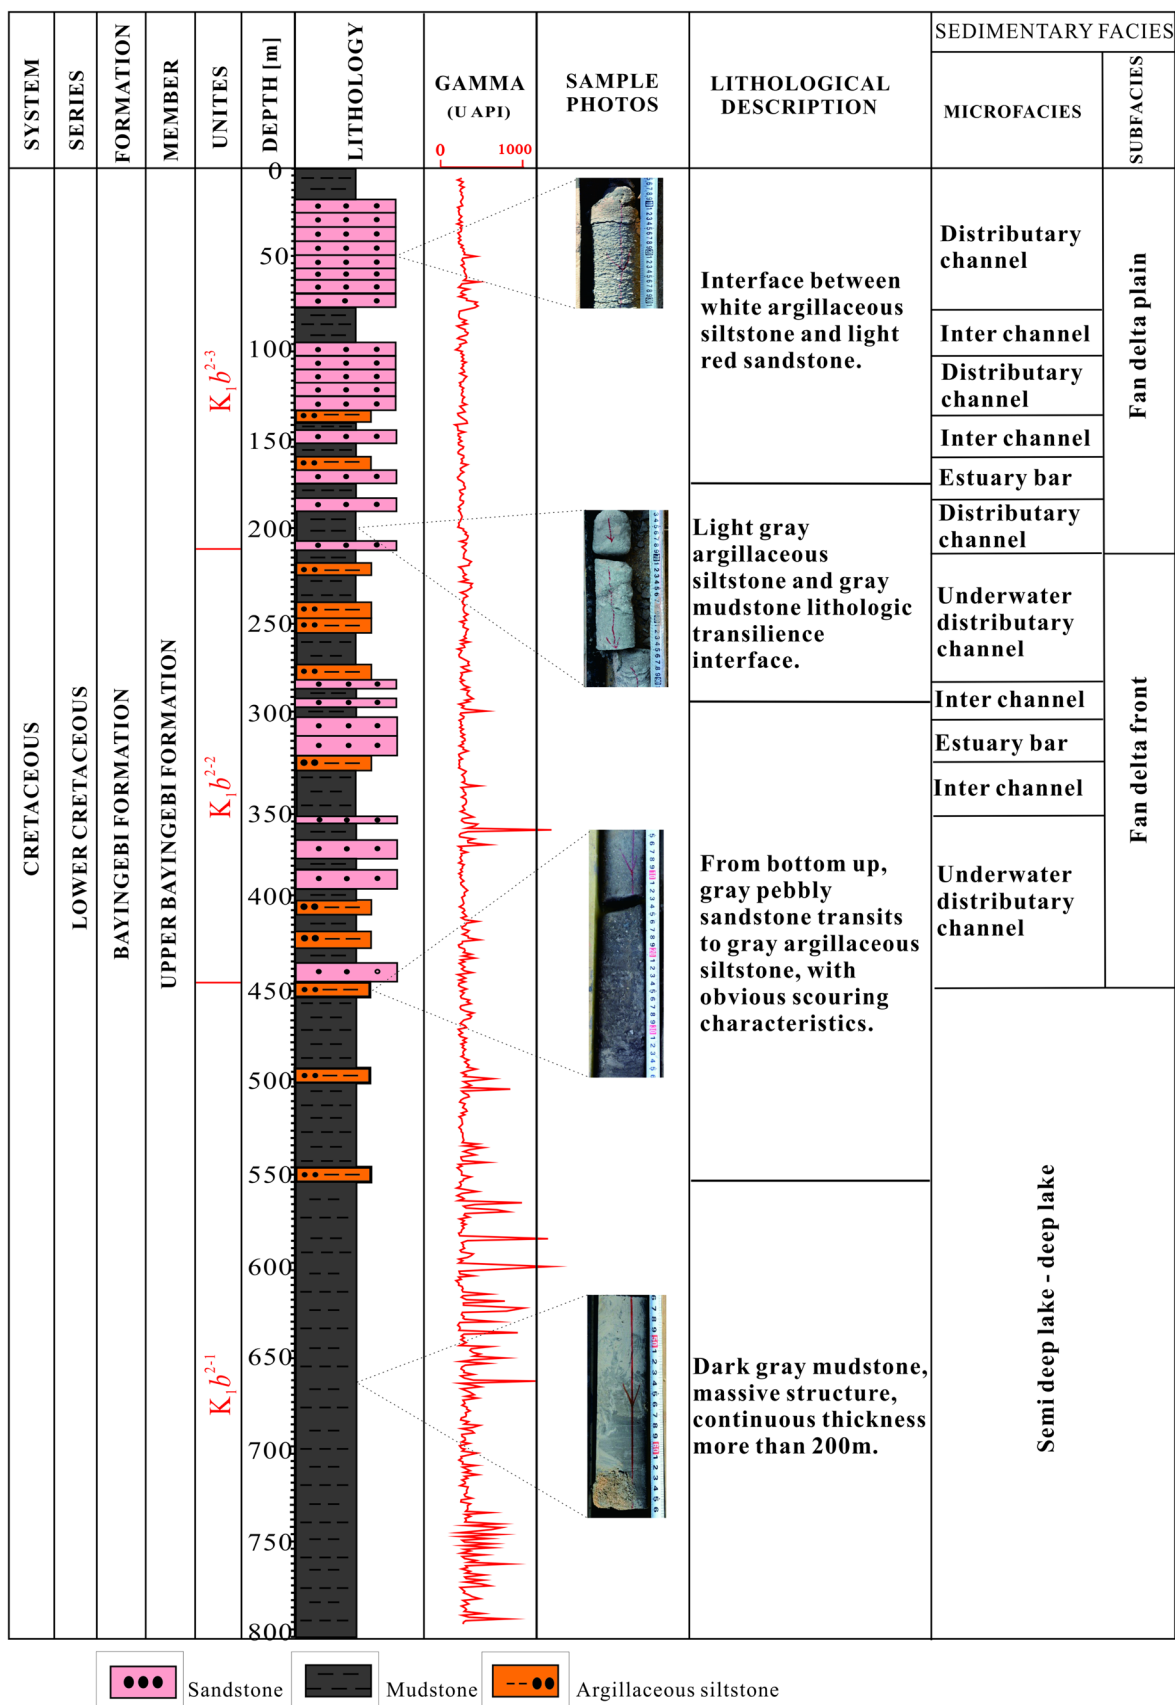 SYSTEM
SERIES
FORMATION
MEMBER
UNITES
DEPTH [m]
LITHOLOGY
GAMMA
(U API)
0 1000
SAMPLE
PHOTOS
LITHOLOGICAL
DESCRIPTION
SEDIMENTARY FACIES
MICROFACIES
SUBFACIES
CRETACEOUS
LOWER CRETACEOUS
BAYINGEBI FORMATION
UPPER BAYINGEBI FORMATION
K₁b²⁻³
K₁b²⁻²
K₁b²⁻¹
0
50
100
150
200
250
300
350
400
450
500
550
600
650
700
750
800
Interface between
white argillaceous
siltstone and light
red sandstone.
Light gray
argillaceous
siltstone and gray
mudstone lithologic
transilience
interface.
From bottom up,
gray pebbly
sandstone transits
to gray argillaceous
siltstone, with
obvious scouring
characteristics.
Dark gray mudstone,
massive structure,
continuous thickness
more than 200m.
Distributary
channel
Inter channel
Distributary
channel
Inter channel
Estuary bar
Distributary
channel
Underwater
distributary
channel
Inter channel
Estuary bar
Inter channel
Underwater
distributary
channel
Fan delta plain
Fan delta front
Semi deep lake - deep lake
Sandstone
Mudstone
Argillaceous siltstone